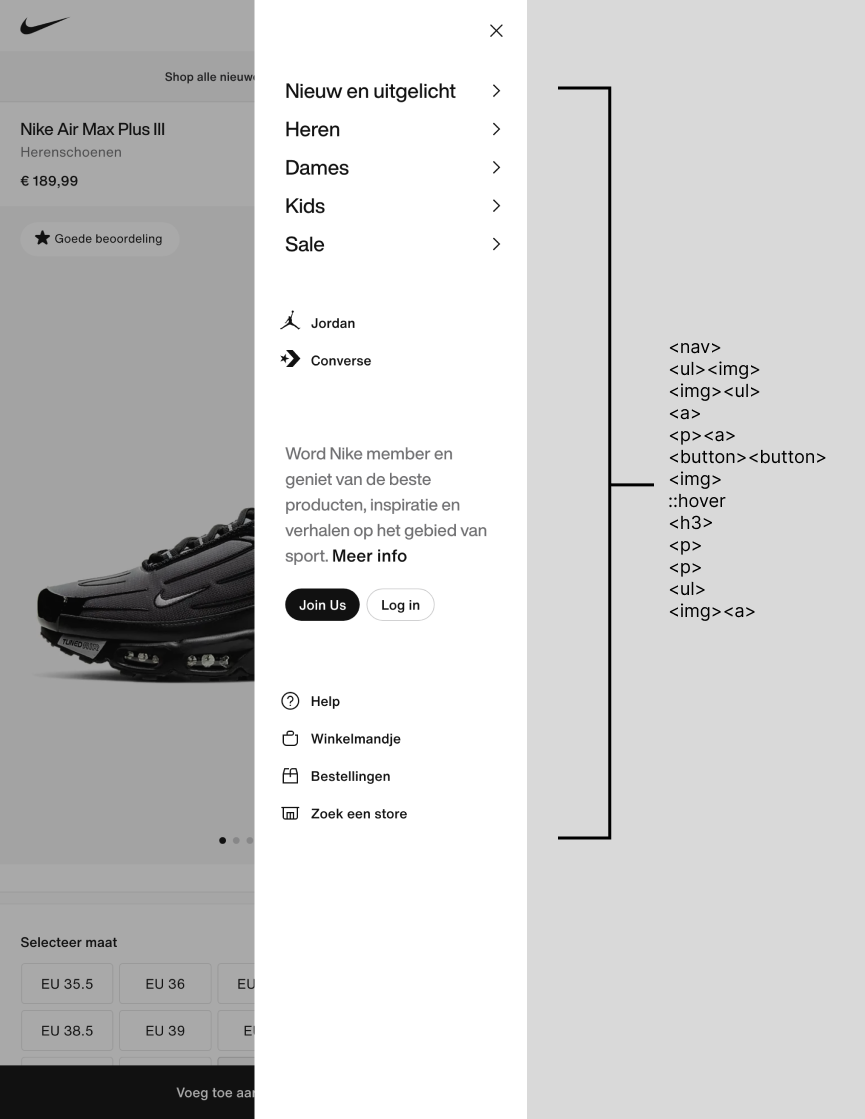 Shop alle nieuwe
Nike Air Max Plus III
Herenschoenen
€ 189,99
Goede beoordeling
TUNED
Selecteer maat
EU 35.5
EU 36
EU
EU 38.5
EU 39
E
Voeg toe aan
Nieuw en uitgelicht
Heren
Dames
Kids
Sale
Jordan
Converse
Word Nike member en
geniet van de beste
producten, inspiratie en
verhalen op het gebied van
sport. Meer info
Join Us
Log in
Help
Winkelmandje
Bestellingen
Zoek een store
<nav>
<ul><img>
<img><ul>
<a>
<p><a>
<button><button>
<img>
::hover
<h3>
<p>
<p>
<ul>
<img><a>